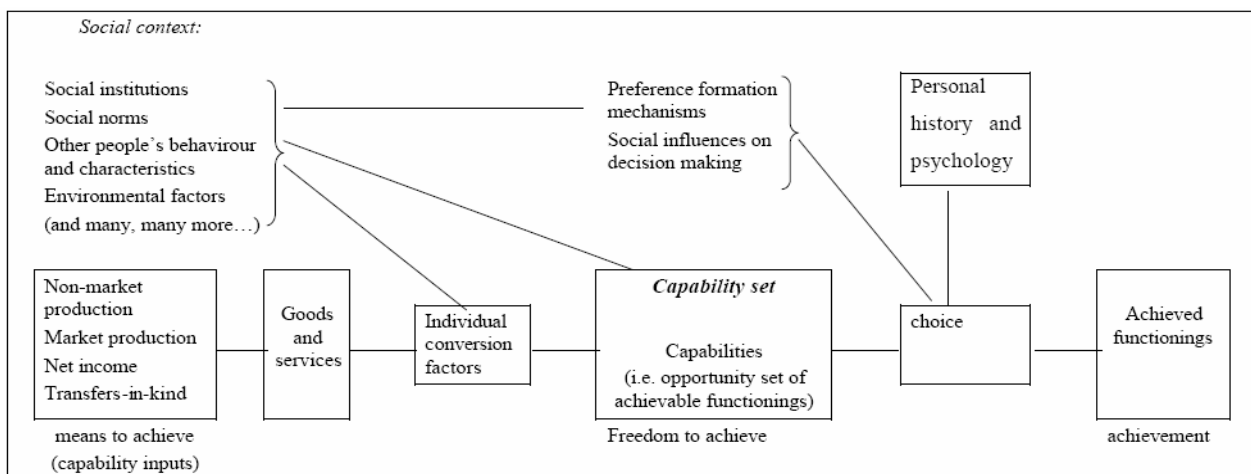 Social context:
Social institutions
Social norms
Other people's behavirour
and characteristics
Environmental factors
(and many, many more…)
Preference formation
mechanisms
Social influences on
decision making
Personal
history and
psychology
Non-market
production
Market production
Net income
Transfers-in-kind
Goods
and
services
Individual
conversion
factors
Capability set
Capabilities
(i.e. opportunity set of
achievable functionings)
choice
Achieved
functionings
means to achieve
(capability inputs)
Freedom to achieve
achievement